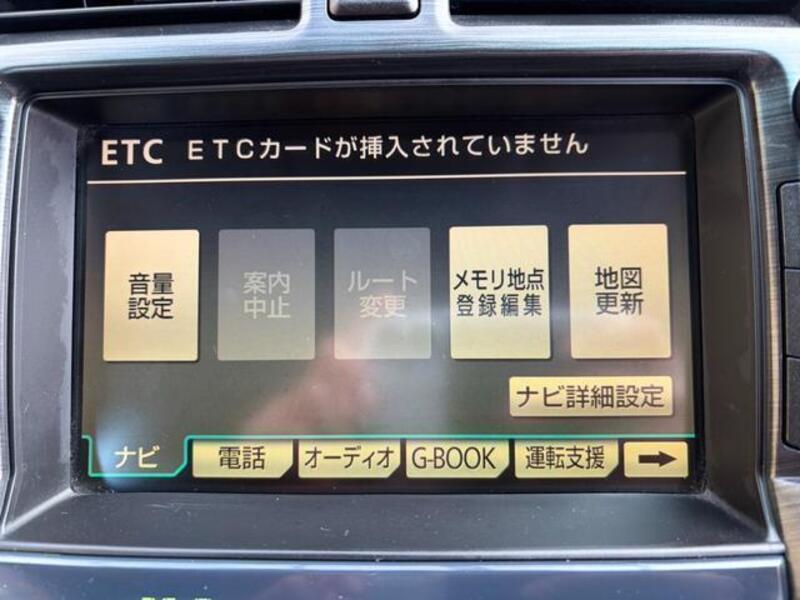 ETC ETCカードが挿入されていません
音量
設定
案内
中止
ルート
変更
メモリ地点
登録編集
地図
更新
ナビ詳細設定
ナビ 電話 オーディオ G-BOOK 運転支援 →